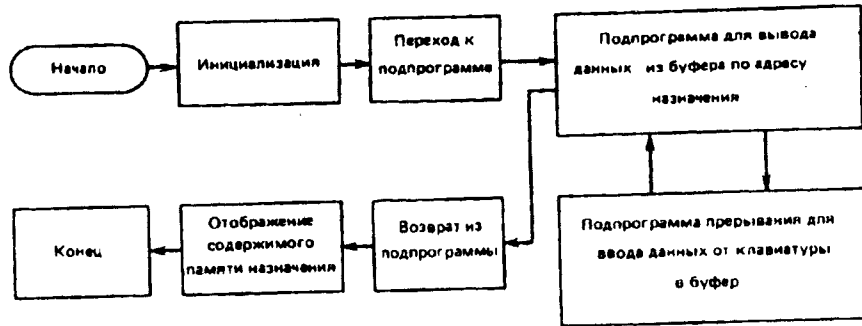 Начало
Инициализация
Переход к
подпрограмме
Подпрограмма для вывода
данных из буфера по адресу
назначения
Подпрограмма прерывания для
ввода данных от клавиатуры
в буфер
Возврат из
подпрограммы
Отображение
содержимого
памяти назначения
Конец